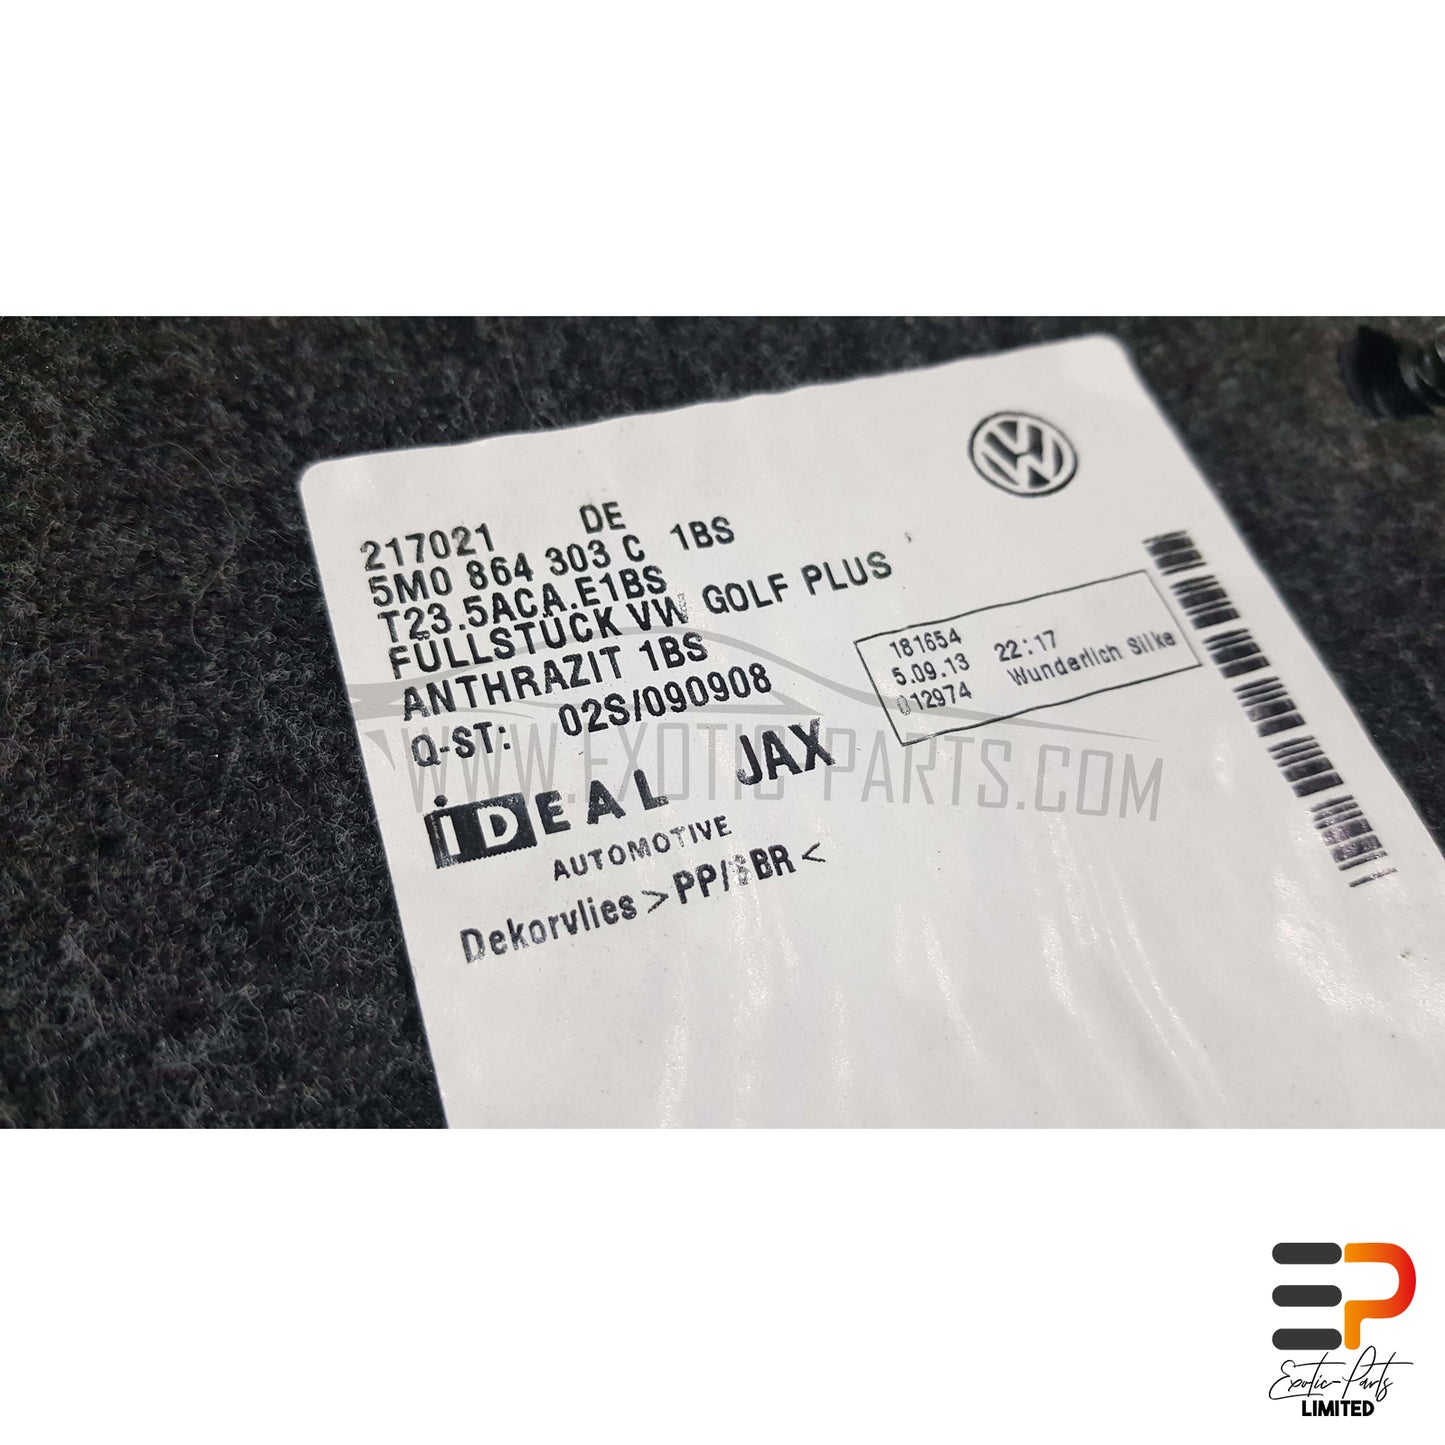 217021 DE
5M0 864 303 C 1BS
T23.5ACA.E1BS
FÜLLSTÜCK VW GOLF PLUS
ANTHRAZIT 1BS
Q-ST: 02S/090908
iDEAL JAX
AUTOMOTIVE
Dekorvlies >PP/SBR<
181654
5.09.13 22:17
012974 Wunderlich Silke
WWW.EXOTIC-PARTS.COM
EP
Exotic-Parts
LIMITED